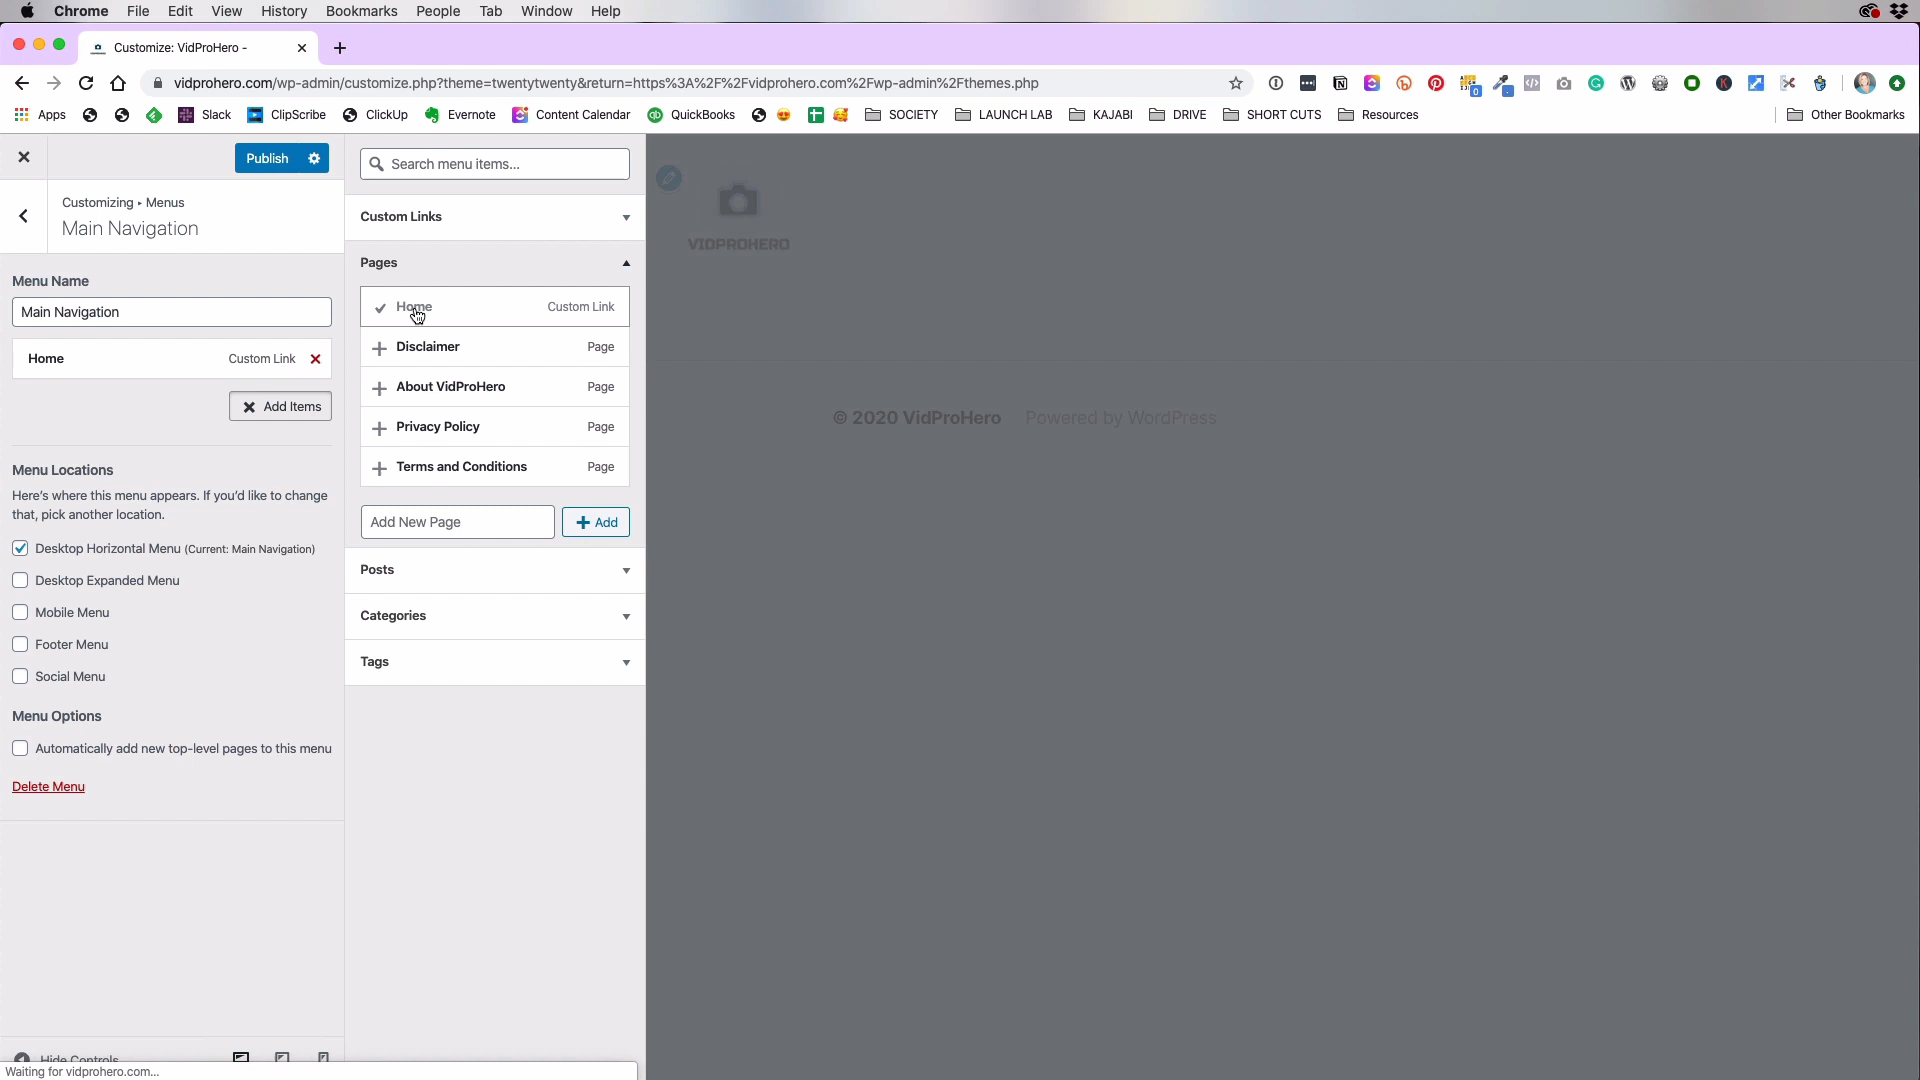 Chrome File Edit View History Bookmarks People Tab Window Help
Customize: VidProHero -
vidprohero.com/wp-admin/customize.php?theme=twentytwenty&return=https%3A%2F%2Fvidprohero.com%2Fwp-admin%2Fthemes.php
Apps Slack ClipScribe ClickUp Evernote Content Calendar QuickBooks SOCIETY LAUNCH LAB KAJABI DRIVE SHORT CUTS Resources Other Bookmarks
Publish
Search menu items...
Customizing ▸ Menus
Main Navigation
Custom Links
VIDPROHERO
Pages
Menu Name
Main Navigation
Home Custom Link
Disclaimer Page
About VidProHero Page
Privacy Policy Page
Terms and Conditions Page
Add New Page
Add
Home Custom Link
Add Items
© 2020 VidProHero Powered by WordPress
Menu Locations
Here's where this menu appears. If you'd like to change
that, pick another location.
Desktop Horizontal Menu (Current: Main Navigation)
Desktop Expanded Menu
Mobile Menu
Footer Menu
Social Menu
Posts
Categories
Tags
Menu Options
Automatically add new top-level pages to this menu
Delete Menu
Hide Controls
Waiting for vidprohero.com...